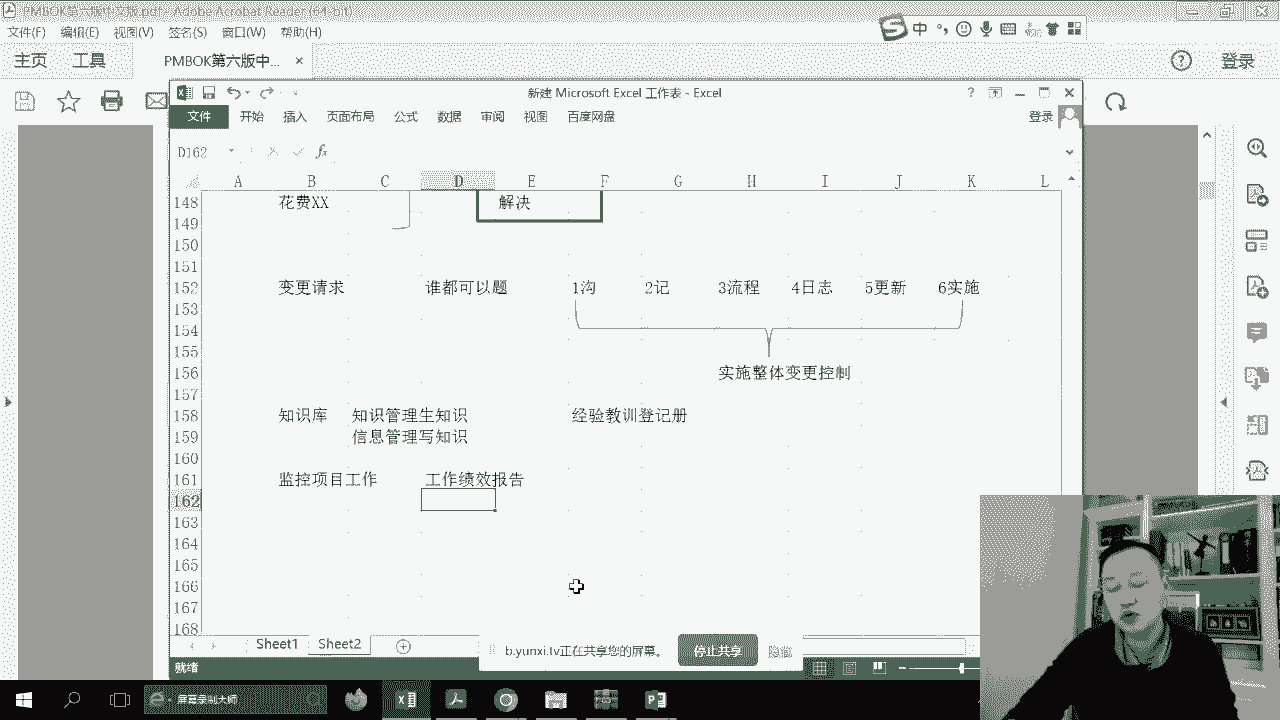 PMBOK第六版中文版.pdf - Adobe Acrobat Reader
文件(F) 编辑(E) 视图(V) 签名(S) 窗口(W) 帮助(H)
中
主页 工具 PMBOK第六版中... ×
? 登录
新建 Microsoft Excel 工作表 - Excel
文件 开始 插入 页面布局 公式 数据 审阅 视图 百度网盘 登录
D162 fx
A B C D E F G H I J K L
148 花费XX 解决
149
150
151
152 变更请求 谁都可以题 1沟 2记 3流程 4日志 5更新 6实施
153
154
155
156 实施整体变更控制
157
158 知识库 知识管理生知识 经验教训登记册
159 信息管理写知识
160
161 监控项目工作 工作绩效报告
162
163
164
165
166
167
168
Sheet1 Sheet2
b.yunxi.tv正在共享您的屏幕。 停止共享 隐藏
就绪
屏幕录制大师